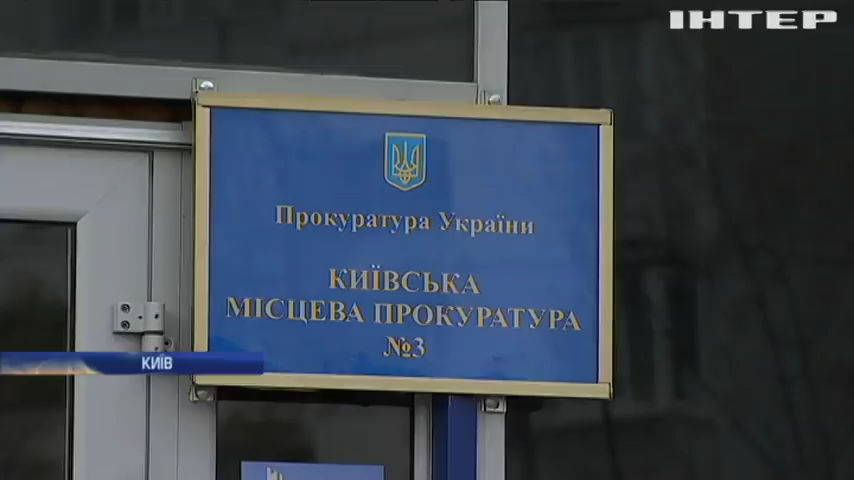 ІНТЕР
Прокуратура України
КИЇВСЬКА
МІСЦЕВА ПРОКУРАТУРА
№3
КИЇВ